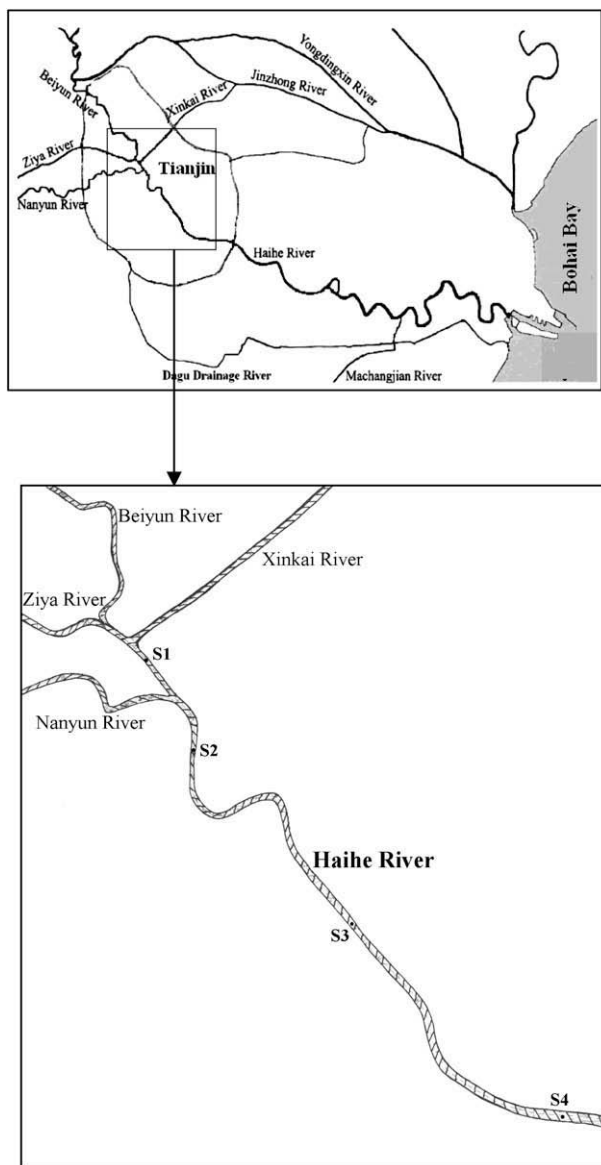 Yongdingxin River
Beiyun River
Jinzhong River
Xinkai River
Ziya River
Tianjin
Nanyun River
Haihe River
Bohai Bay
Dagu Drainage River
Machangjian River
Beiyun River
Xinkai River
Ziya River
S1
Nanyun River
S2
Haihe River
S3
S4